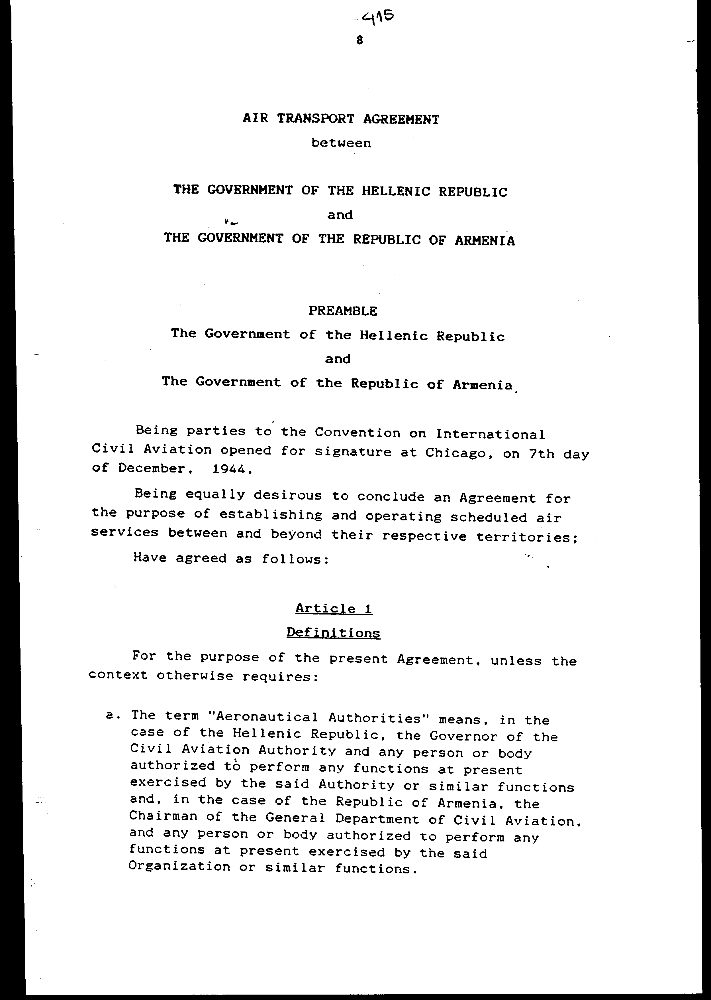 415
8
AIR TRANSPORT AGREEMENT
between
THE GOVERNMENT OF THE HELLENIC REPUBLIC
and
THE GOVERNMENT OF THE REPUBLIC OF ARMENIA
PREAMBLE
The Government of the Hellenic Republic
and
The Government of the Republic of Armenia.
Being parties to the Convention on International
Civil Aviation opened for signature at Chicago, on 7th day
of December, 1944.
Being equally desirous to conclude an Agreement for
the purpose of establishing and operating scheduled air
services between and beyond their respective territories;
Have agreed as follows:
Article 1
Definitions
For the purpose of the present Agreement, unless the
context otherwise requires:
a. The term "Aeronautical Authorities" means, in the
case of the Hellenic Republic, the Governor of the
Civil Aviation Authority and any person or body
authorized to perform any functions at present
exercised by the said Authority or similar functions
and, in the case of the Republic of Armenia, the
Chairman of the General Department of Civil Aviation,
and any person or body authorized to perform any
functions at present exercised by the said
Organization or similar functions.